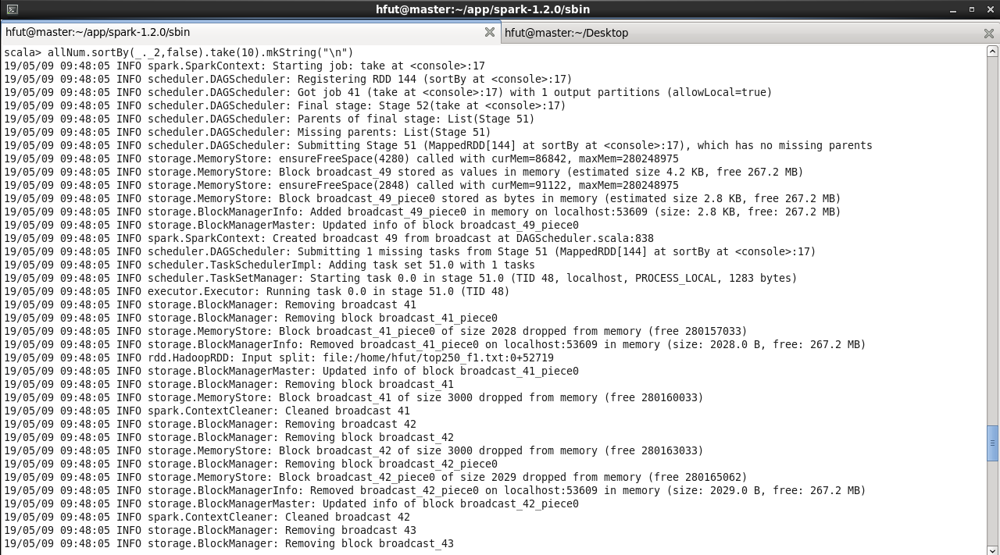 hfut@master:~/app/spark-1.2.0/sbin
hfut@master:~/app/spark-1.2.0/sbin
hfut@master:~/Desktop
scala> allNum.sortBy(_._2,false).take(10).mkString("\n")
19/05/09 09:48:05 INFO spark.SparkContext: Starting job: take at <console>:17
19/05/09 09:48:05 INFO scheduler.DAGScheduler: Registering RDD 144 (sortBy at <console>:17)
19/05/09 09:48:05 INFO scheduler.DAGScheduler: Got job 41 (take at <console>:17) with 1 output partitions (allowLocal=true)
19/05/09 09:48:05 INFO scheduler.DAGScheduler: Final stage: Stage 52(take at <console>:17)
19/05/09 09:48:05 INFO scheduler.DAGScheduler: Parents of final stage: List(Stage 51)
19/05/09 09:48:05 INFO scheduler.DAGScheduler: Missing parents: List(Stage 51)
19/05/09 09:48:05 INFO scheduler.DAGScheduler: Submitting Stage 51 (MappedRDD[144] at sortBy at <console>:17), which has no missing parents
19/05/09 09:48:05 INFO storage.MemoryStore: ensureFreeSpace(4280) called with curMem=86842, maxMem=280248975
19/05/09 09:48:05 INFO storage.MemoryStore: Block broadcast_49 stored as values in memory (estimated size 4.2 KB, free 267.2 MB)
19/05/09 09:48:05 INFO storage.MemoryStore: ensureFreeSpace(2848) called with curMem=91122, maxMem=280248975
19/05/09 09:48:05 INFO storage.MemoryStore: Block broadcast_49_piece0 stored as bytes in memory (estimated size 2.8 KB, free 267.2 MB)
19/05/09 09:48:05 INFO storage.BlockManagerInfo: Added broadcast_49_piece0 in memory on localhost:53609 (size: 2.8 KB, free: 267.2 MB)
19/05/09 09:48:05 INFO storage.BlockManagerMaster: Updated info of block broadcast_49_piece0
19/05/09 09:48:05 INFO spark.SparkContext: Created broadcast 49 from broadcast at DAGScheduler.scala:838
19/05/09 09:48:05 INFO scheduler.DAGScheduler: Submitting 1 missing tasks from Stage 51 (MappedRDD[144] at sortBy at <console>:17)
19/05/09 09:48:05 INFO scheduler.TaskSchedulerImpl: Adding task set 51.0 with 1 tasks
19/05/09 09:48:05 INFO scheduler.TaskSetManager: Starting task 0.0 in stage 51.0 (TID 48, localhost, PROCESS_LOCAL, 1283 bytes)
19/05/09 09:48:05 INFO executor.Executor: Running task 0.0 in stage 51.0 (TID 48)
19/05/09 09:48:05 INFO storage.BlockManager: Removing broadcast 41
19/05/09 09:48:05 INFO storage.BlockManager: Removing block broadcast_41_piece0
19/05/09 09:48:05 INFO storage.MemoryStore: Block broadcast_41_piece0 of size 2028 dropped from memory (free 280157033)
19/05/09 09:48:05 INFO storage.BlockManagerInfo: Removed broadcast_41_piece0 on localhost:53609 in memory (size: 2028.0 B, free: 267.2 MB)
19/05/09 09:48:05 INFO rdd.HadoopRDD: Input split: file:/home/hfut/top250_f1.txt:0+52719
19/05/09 09:48:05 INFO storage.BlockManagerMaster: Updated info of block broadcast_41_piece0
19/05/09 09:48:05 INFO storage.BlockManager: Removing block broadcast_41
19/05/09 09:48:05 INFO storage.MemoryStore: Block broadcast_41 of size 3000 dropped from memory (free 280160033)
19/05/09 09:48:05 INFO spark.ContextCleaner: Cleaned broadcast 41
19/05/09 09:48:05 INFO storage.BlockManager: Removing broadcast 42
19/05/09 09:48:05 INFO storage.BlockManager: Removing block broadcast_42
19/05/09 09:48:05 INFO storage.MemoryStore: Block broadcast_42 of size 3000 dropped from memory (free 280163033)
19/05/09 09:48:05 INFO storage.BlockManager: Removing block broadcast_42_piece0
19/05/09 09:48:05 INFO storage.MemoryStore: Block broadcast_42_piece0 of size 2029 dropped from memory (free 280165062)
19/05/09 09:48:05 INFO storage.BlockManagerInfo: Removed broadcast_42_piece0 on localhost:53609 in memory (size: 2029.0 B, free: 267.2 MB)
19/05/09 09:48:05 INFO storage.BlockManagerMaster: Updated info of block broadcast_42_piece0
19/05/09 09:48:05 INFO spark.ContextCleaner: Cleaned broadcast 42
19/05/09 09:48:05 INFO storage.BlockManager: Removing broadcast 43
19/05/09 09:48:05 INFO storage.BlockManager: Removing block broadcast_43